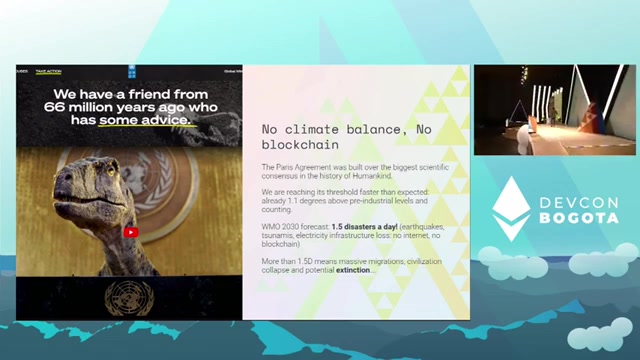 TAKE ACTION
We have a friend from
66 million years ago who
has some advice.
No climate balance, No
blockchain
The Paris Agreement was built over the biggest scientific
consensus in the history of Humankind.
We are reaching its threshold faster than expected:
already 1.1 degrees above pre-industrial levels and
counting.
WMO 2030 forecast: 1.5 disasters a day! (earthquakes,
tsunamis, electricity infrastructure loss: no internet, no
blockchain)
More than 1.5D means massive migrations, civilization
collapse and potential extinction...
DEVCON
BOGOTA